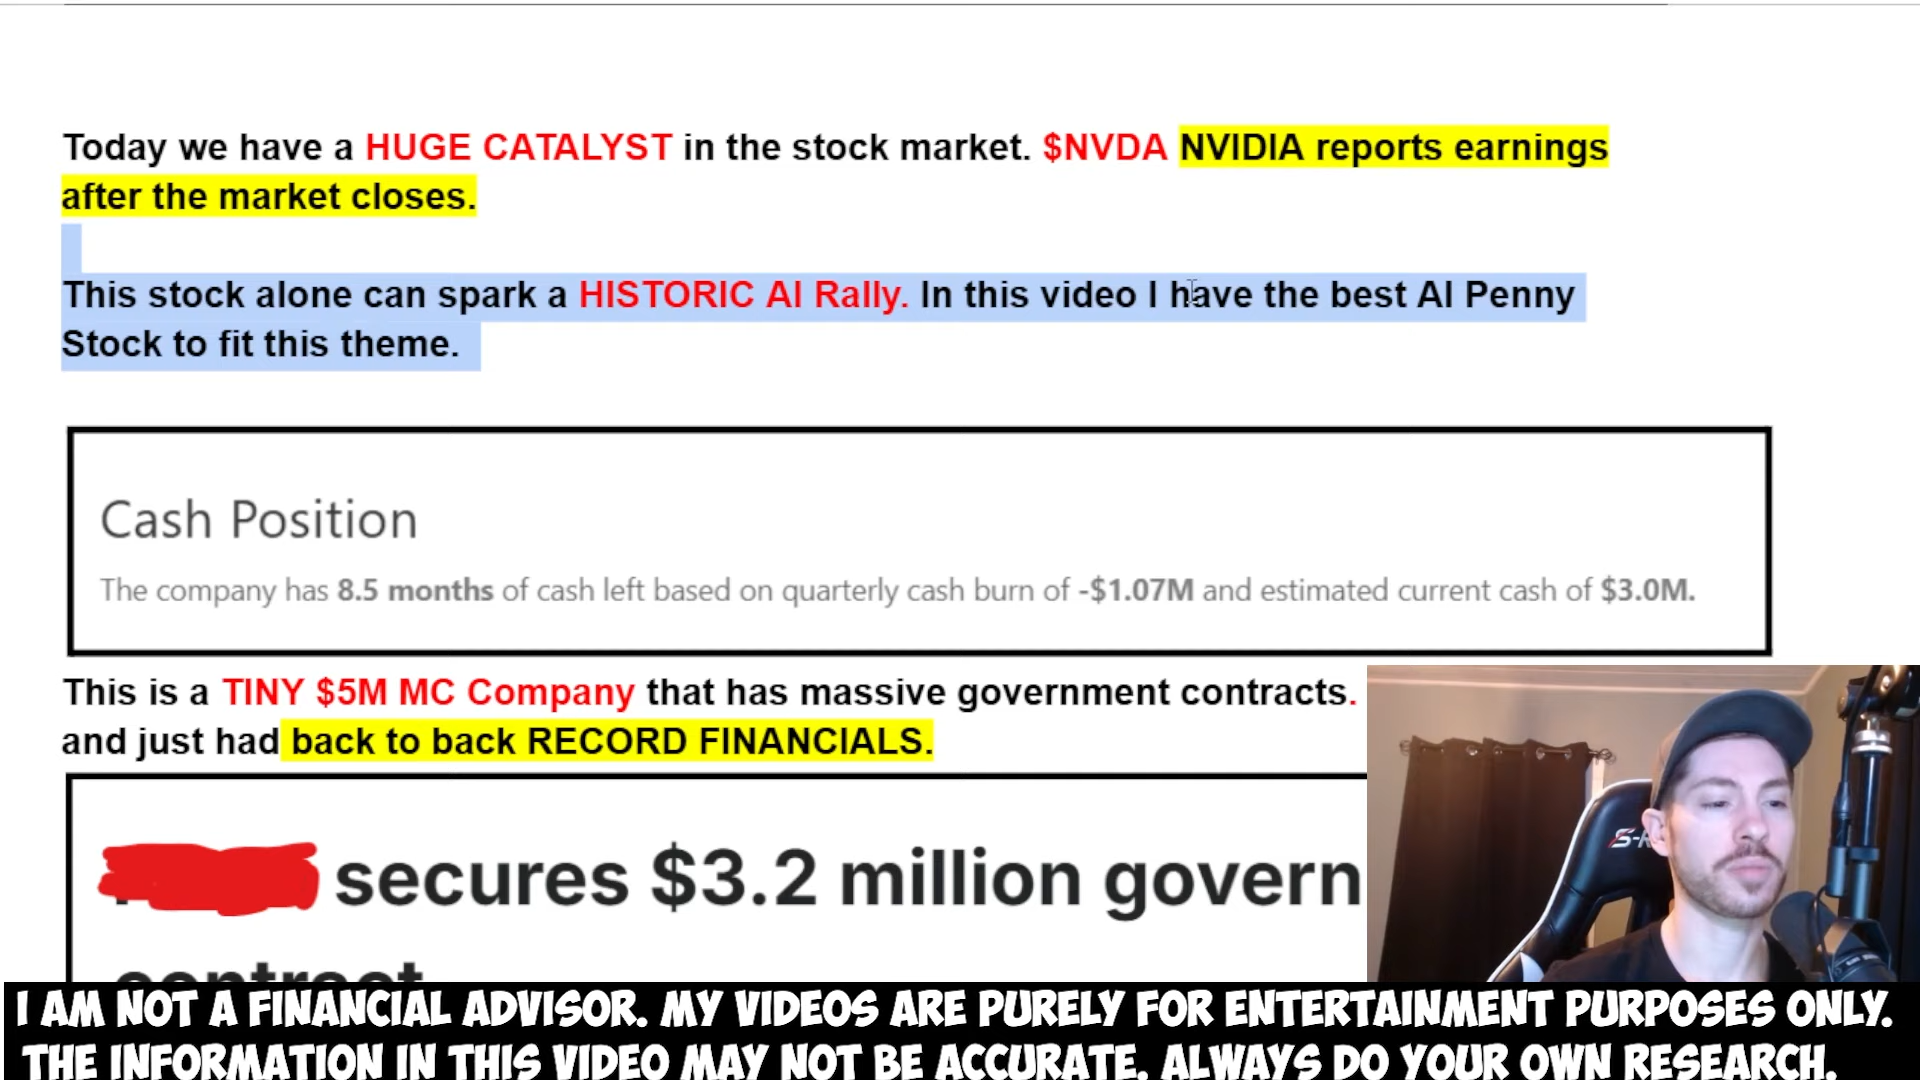 Today we have a HUGE CATALYST in the stock market. $NVDA NVIDIA reports earnings
after the market closes.
This stock alone can spark a HISTORIC AI Rally. In this video I have the best AI Penny
Stock to fit this theme.
Cash Position
The company has 8.5 months of cash left based on quarterly cash burn of -$1.07M and estimated current cash of $3.0M.
This is a TINY $5M MC Company that has massive government contracts.
and just had back to back RECORD FINANCIALS.
secures $3.2 million govern
contract
I AM NOT A FINANCIAL ADVISOR. MY VIDEOS ARE PURELY FOR ENTERTAINMENT PURPOSES ONLY.
THE INFORMATION IN THIS VIDEO MAY NOT BE ACCURATE. ALWAYS DO YOUR OWN RESEARCH.